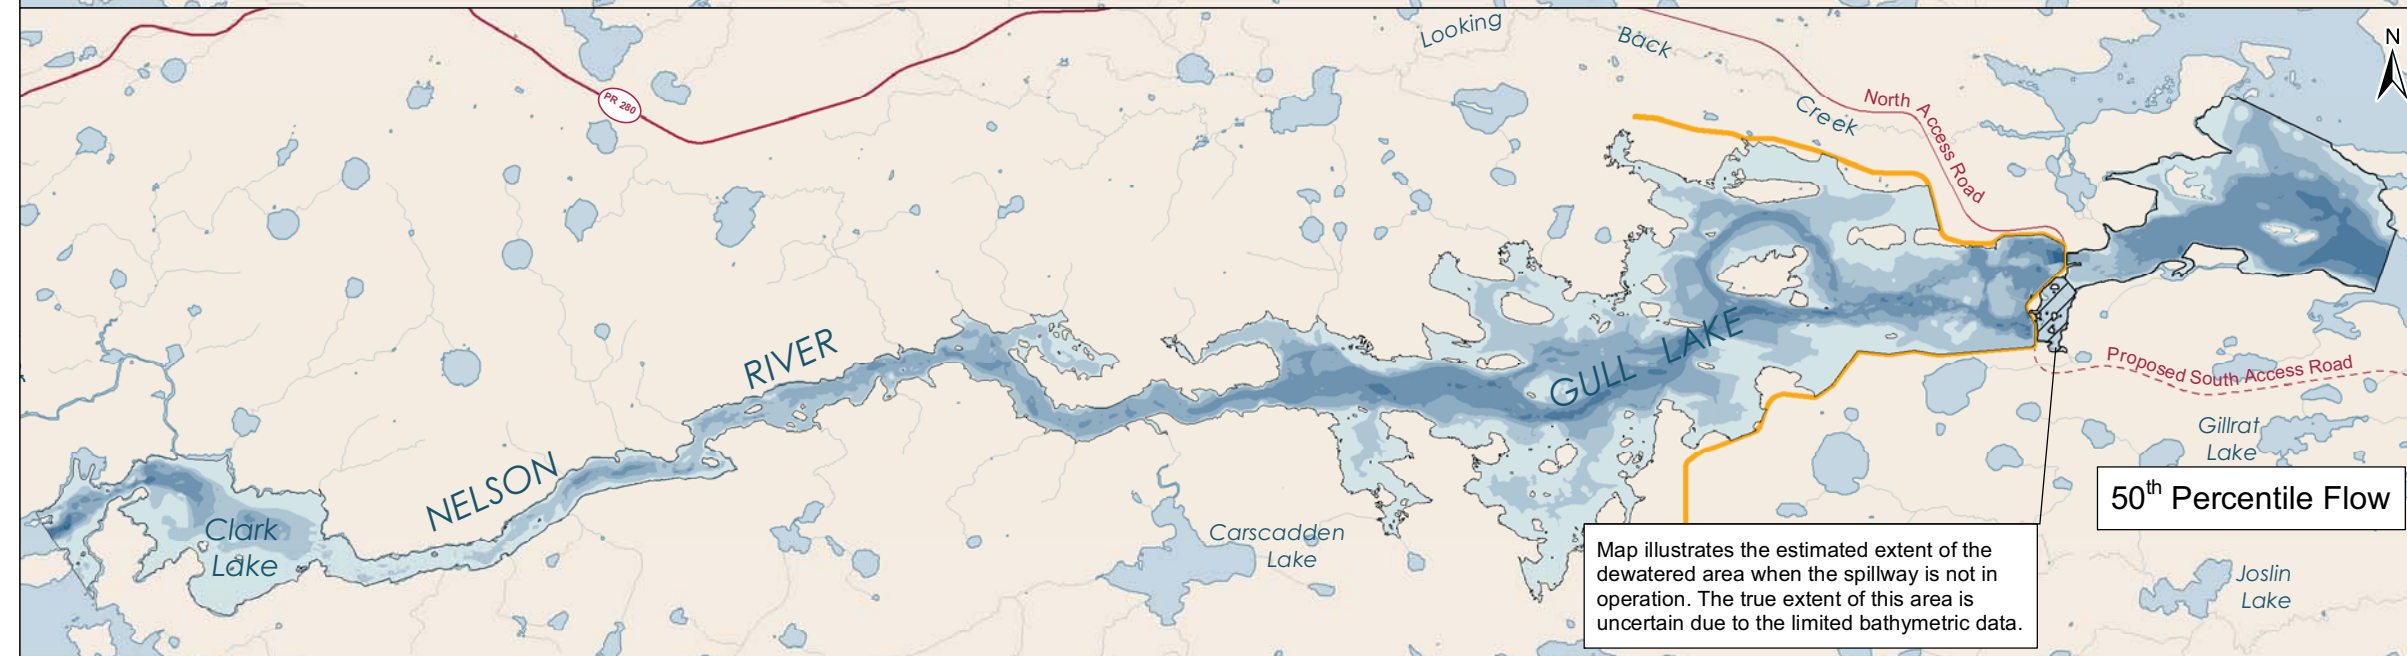 Looking
Back
Creek
N
PR 280
North Access Road
RIVER
GULL LAKE
Proposed South Access Road
Gillrat
Lake
NELSON
50th Percentile Flow
Clark
Lake
Carscadden
Lake
Map illustrates the estimated extent of the
dewatered area when the spillway is not in
operation. The true extent of this area is
uncertain due to the limited bathymetric data.
Joslin
Lake